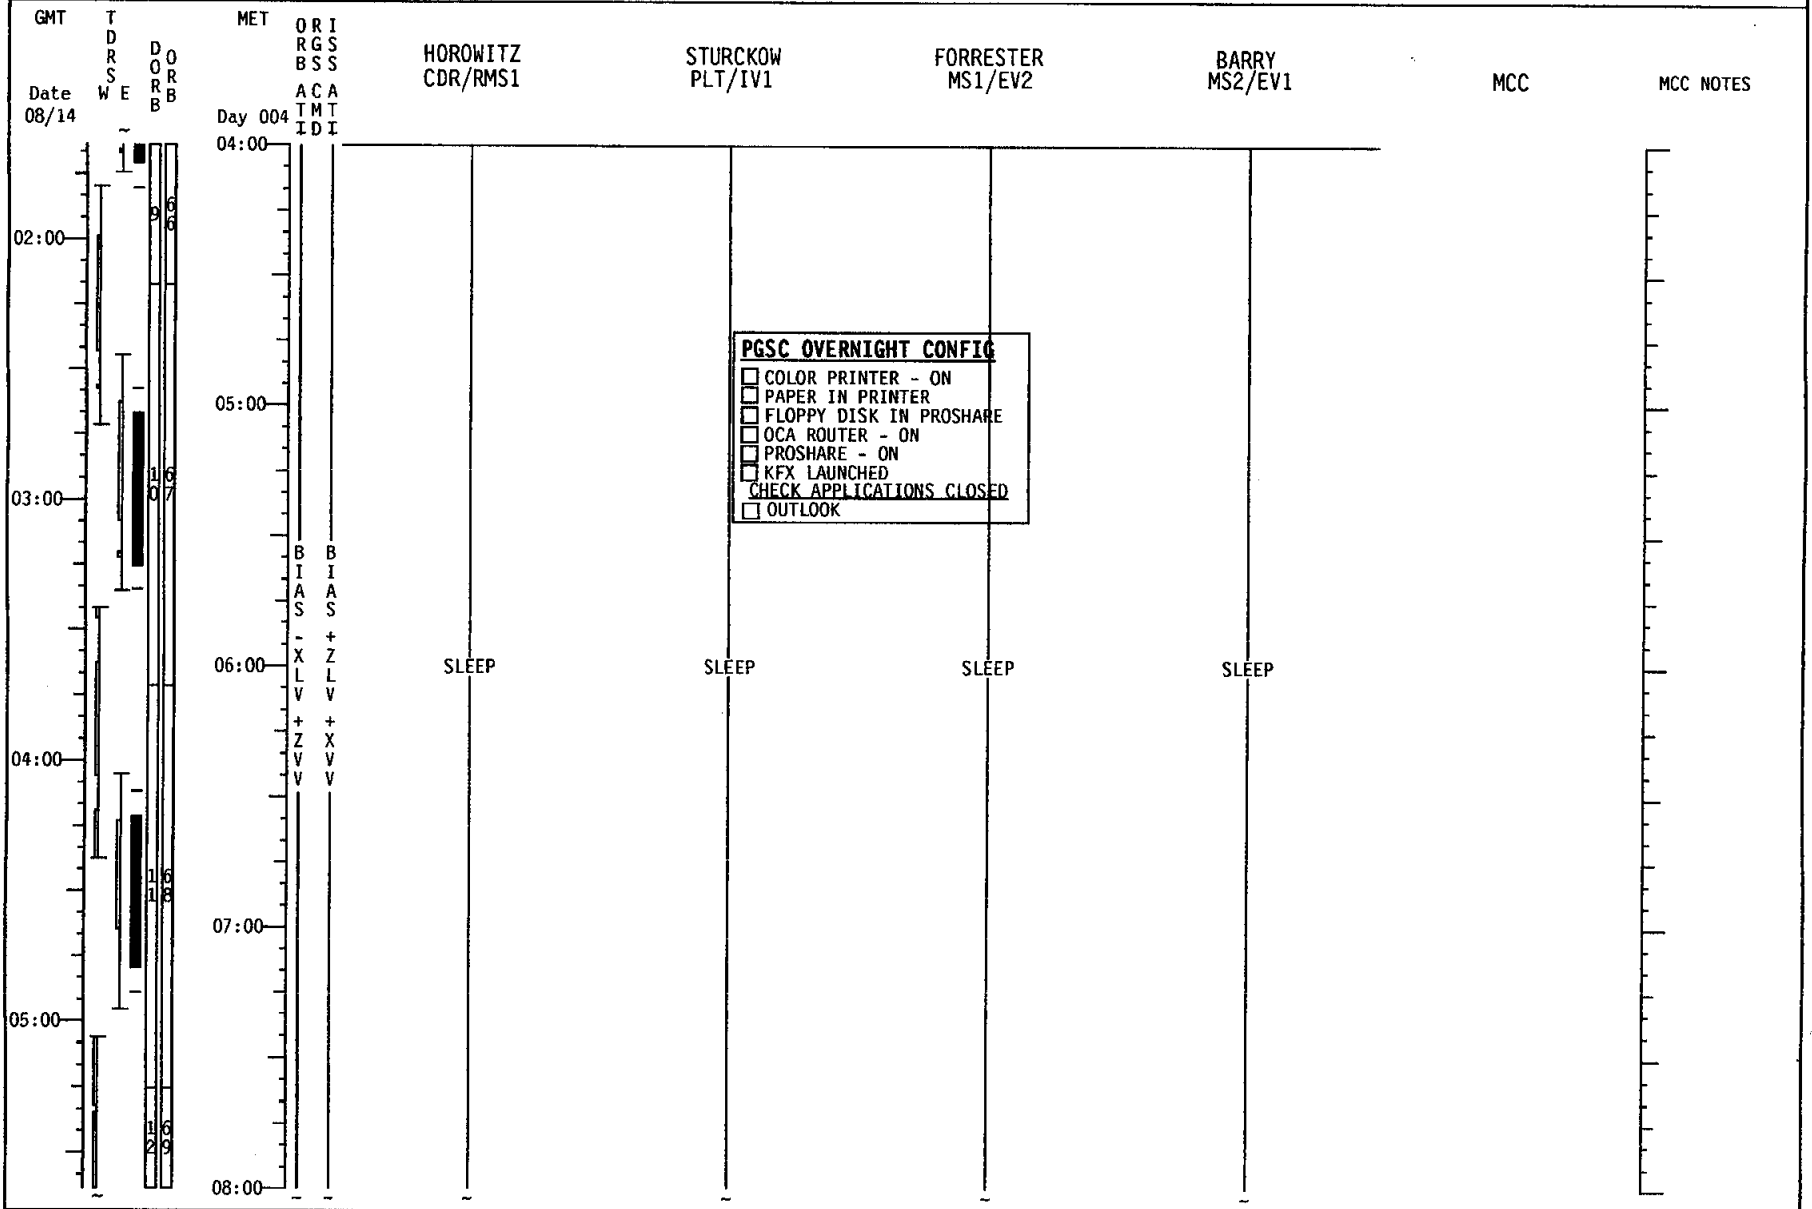 GMT
TDRS
W E
DORB
ORB
MET
ORB ATTI
RGS CMD
ISS ATTI
HOROWITZ
CDR/RMS1
STURCKOW
PLT/IV1
FORRESTER
MS1/EV2
BARRY
MS2/EV1
MCC
MCC NOTES
Date
08/14
Day 004
04:00
9
66
02:00
PGSC OVERNIGHT CONFIG
COLOR PRINTER - ON
PAPER IN PRINTER
FLOPPY DISK IN PROSHARE
OCA ROUTER - ON
PROSHARE - ON
KFX LAUNCHED
CHECK APPLICATIONS CLOSED
OUTLOOK
05:00
10
67
03:00
BIAS -XLV +ZVV
BIAS +ZLV +XVV
06:00
SLEEP SLEEP SLEEP SLEEP
04:00
11
68
07:00
05:00
12
69
08:00